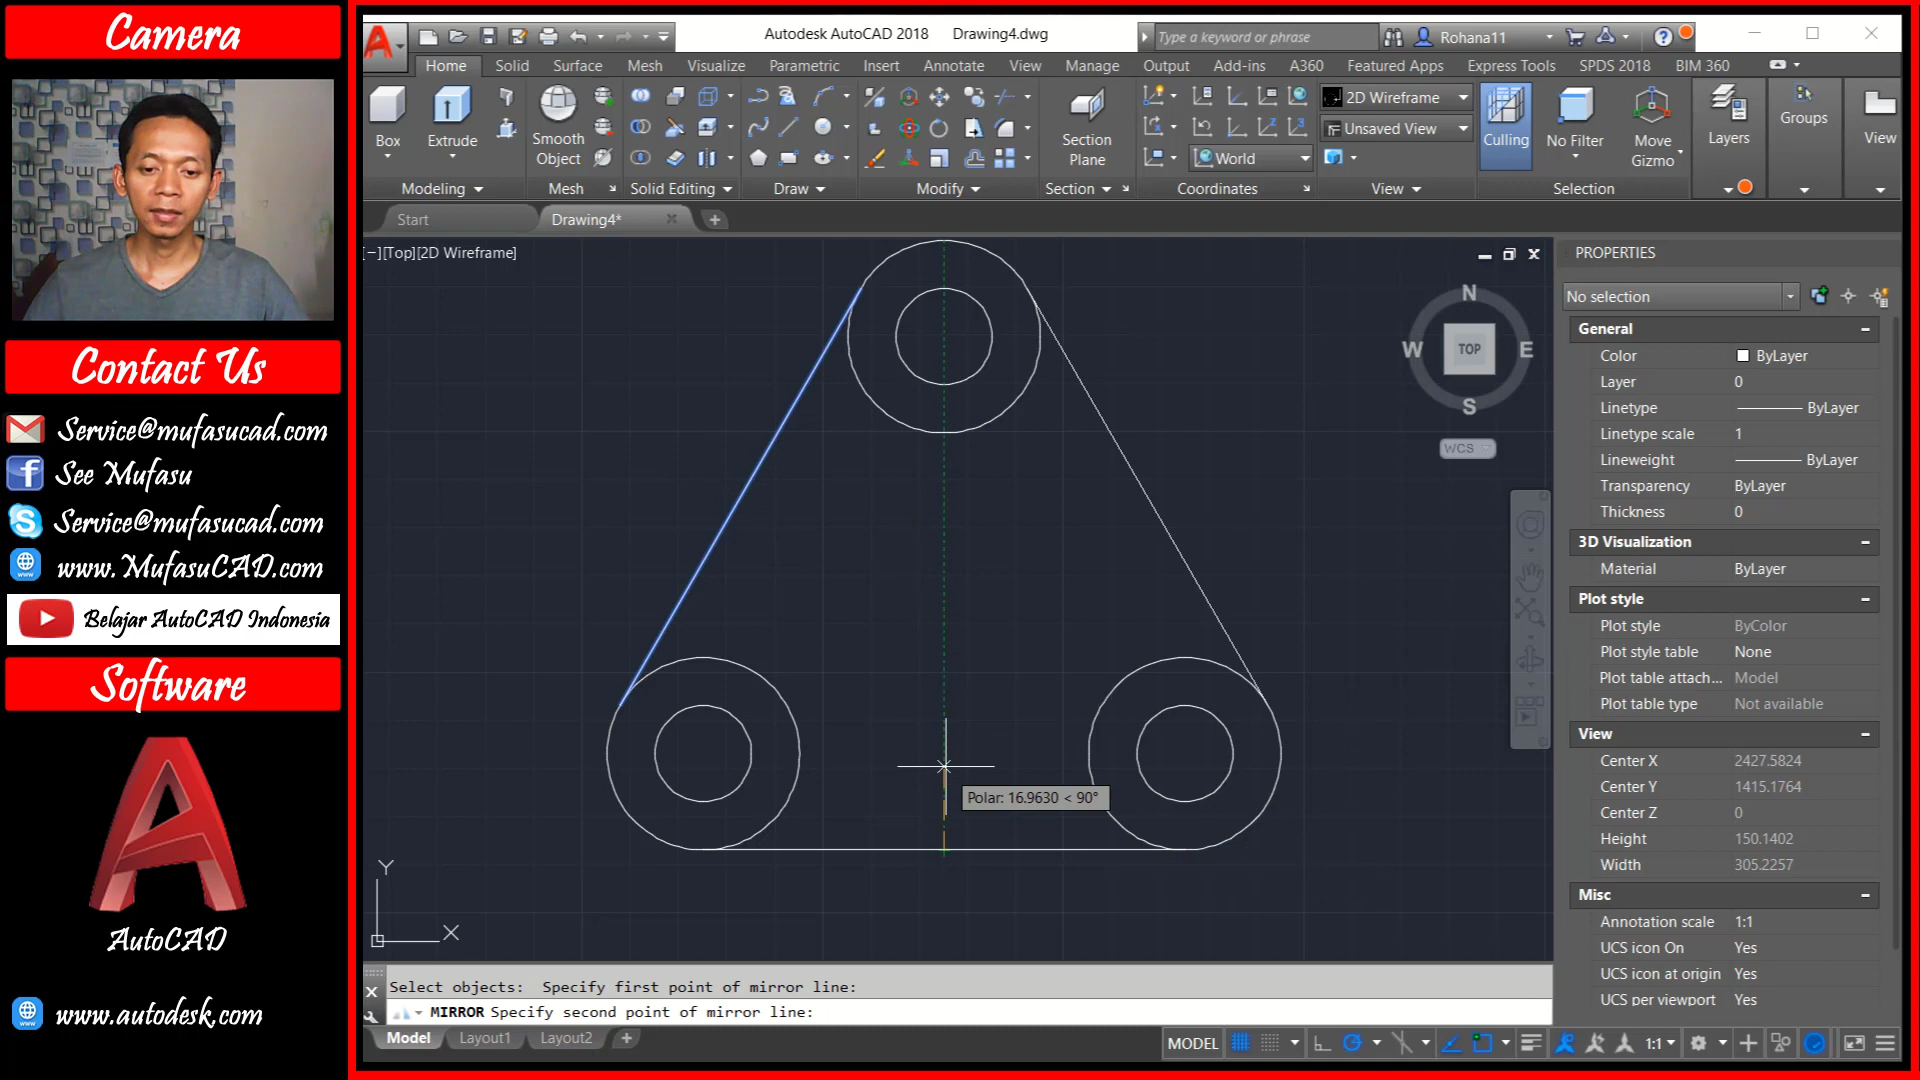 Camera
Contact Us
Service@mufasucad.com
See Mufasu
Service@mufasucad.com
www.MufasuCAD.com
Belajar AutoCAD Indonesia
Software
AutoCAD
www.autodesk.com
Autodesk AutoCAD 2018 Drawing4.dwg
Type a keyword or phrase
Rohana11
Home Solid Surface Mesh Visualize Parametric Insert Annotate View Manage Output Add-ins A360 Featured Apps Express Tools SPDS 2018 BIM 360
Box
Extrude
Smooth Object
Section Plane
2D Wireframe
Unsaved View
World
Culling
No Filter
Move Gizmo
Layers
Groups
View
Modeling Mesh Solid Editing Draw Modify Section Coordinates View Selection
Start Drawing4*
[−][Top][2D Wireframe]
N
W TOP E
S
WCS
Polar: 16.9630 < 90°
Y
X
PROPERTIES
No selection
General
Color ByLayer
Layer 0
Linetype ByLayer
Linetype scale 1
Lineweight ByLayer
Transparency ByLayer
Thickness 0
3D Visualization
Material ByLayer
Plot style
Plot style ByColor
Plot style table None
Plot table attach... Model
Plot table type Not available
View
Center X 2427.5824
Center Y 1415.1764
Center Z 0
Height 150.1402
Width 305.2257
Misc
Annotation scale 1:1
UCS icon On Yes
UCS icon at origin Yes
UCS per viewport Yes
Select objects: Specify first point of mirror line:
MIRROR Specify second point of mirror line:
Model Layout1 Layout2
MODEL 1:1